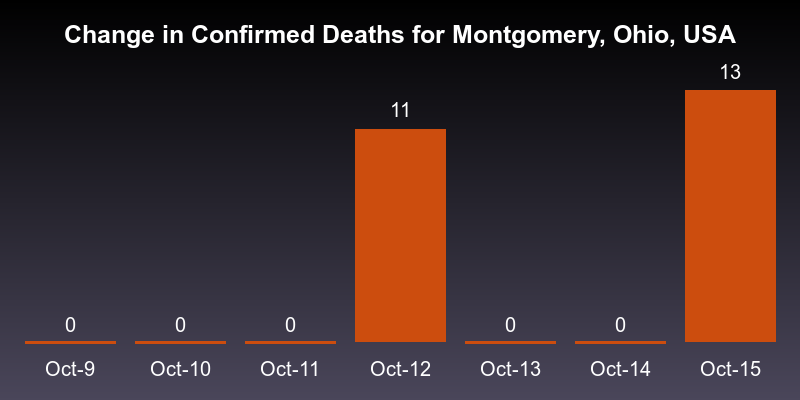 Change in Confirmed Deaths for Montgomery, Ohio, USA
13
11
0 0 0 0 0
Oct-9 Oct-10 Oct-11 Oct-12 Oct-13 Oct-14 Oct-15